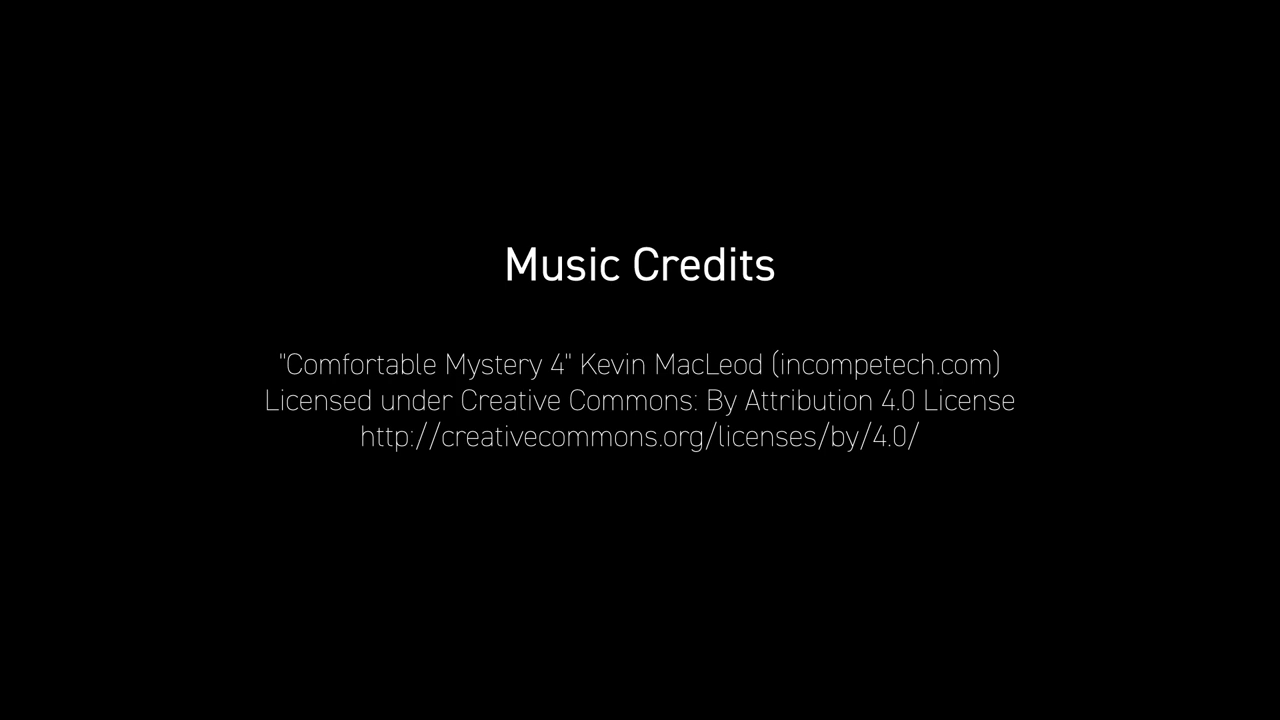 Music Credits
"Comfortable Mystery 4" Kevin MacLeod (incompetech.com)
Licensed under Creative Commons: By Attribution 4.0 License
http://creativecommons.org/licenses/by/4.0/